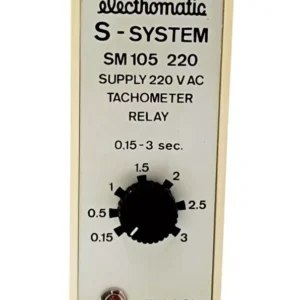 electromatic
S - SYSTEM
SM 105 220
SUPPLY 220 V AC
TACHOMETER
RELAY
0.15 - 3 sec.
1.5
1 2
0.5 2.5
0.15 3